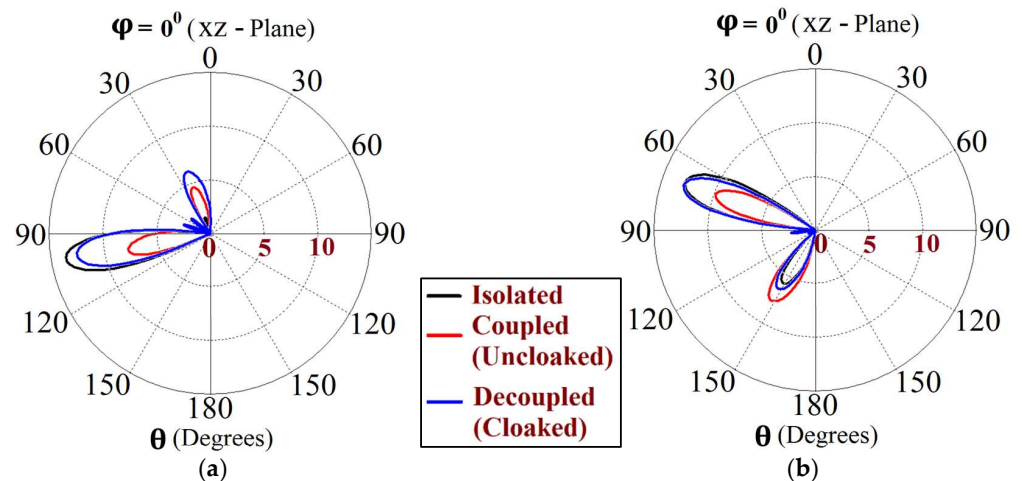 φ = 0⁰ (XZ - Plane)
0
30 30
60 60
90 90
0 5 10
120 120
150 150
180
θ (Degrees)
(a)
Isolated
Coupled
(Uncloaked)
Decoupled
(Cloaked)
φ = 0⁰ (XZ - Plane)
0
30 30
60 60
90 90
0 5 10
120 120
150 150
180
θ (Degrees)
(b)